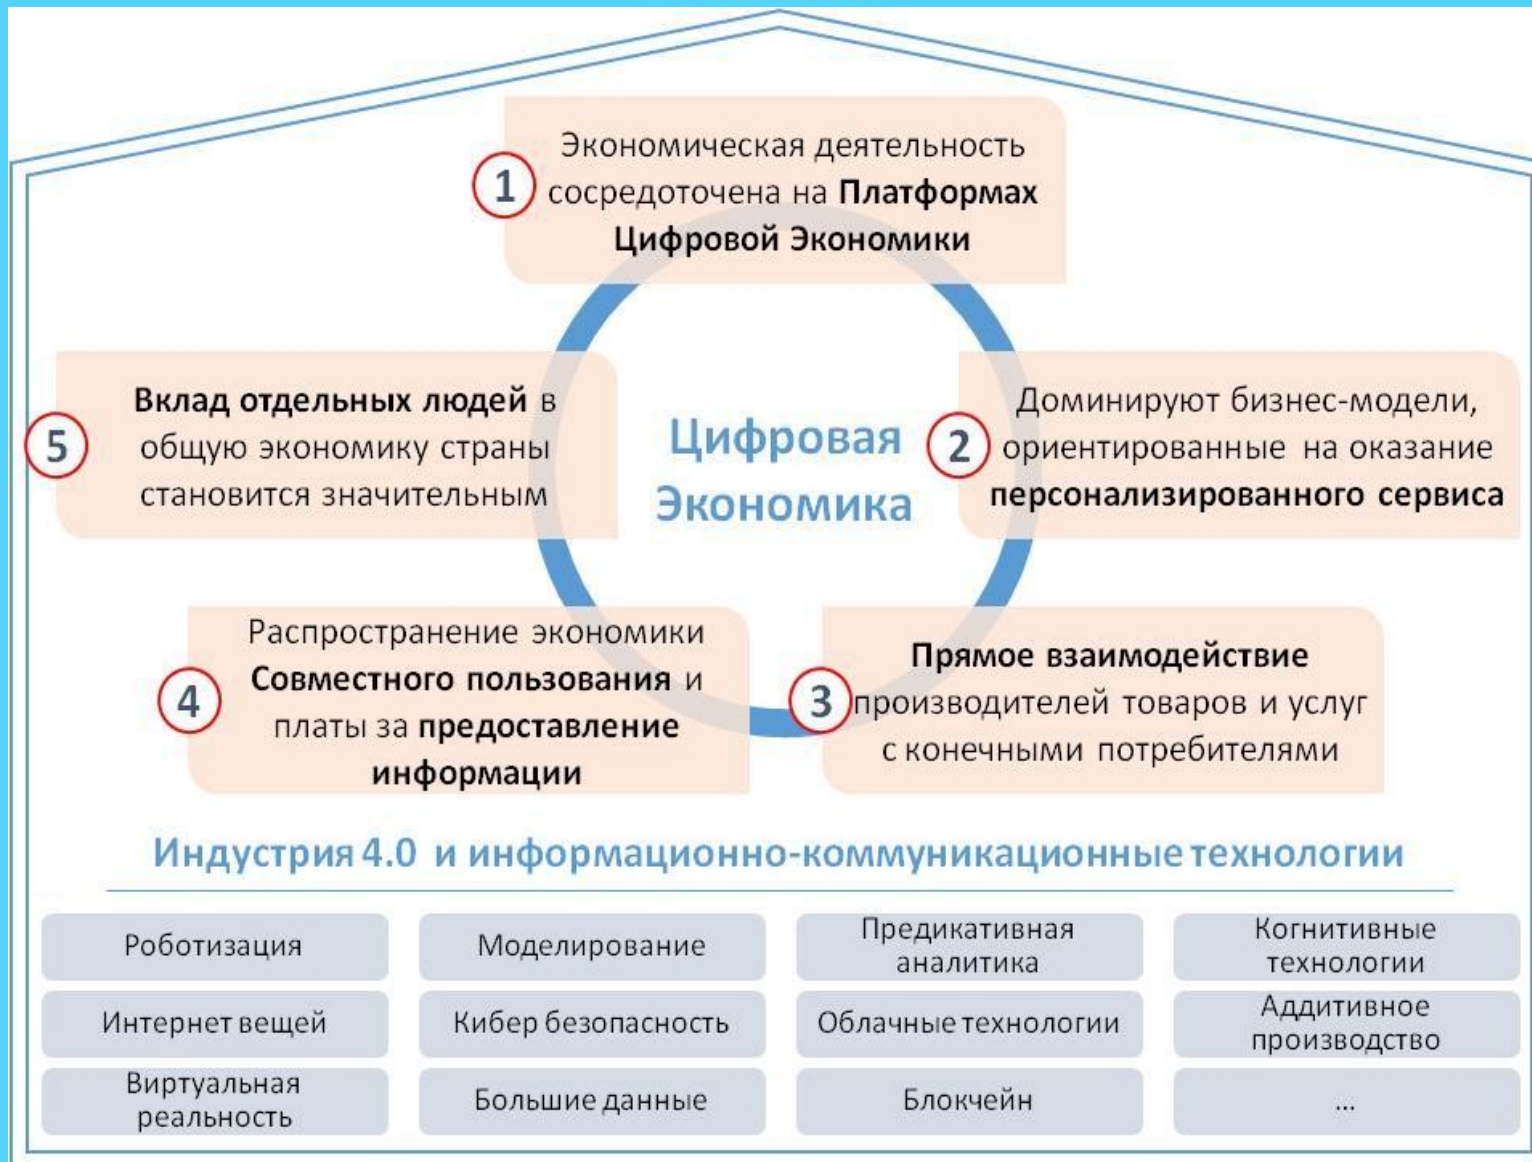 1
Экономическая деятельность
сосредоточена на Платформах
Цифровой Экономики
Цифровая
Экономика
2
Доминируют бизнес-модели,
ориентированные на оказание
персонализированного сервиса
3
Прямое взаимодействие
производителей товаров и услуг
с конечными потребителями
4
Распространение экономики
Совместного пользования и
платы за предоставление
информации
5
Вклад отдельных людей в
общую экономику страны
становится значительным
Индустрия 4.0 и информационно-коммуникационные технологии
Роботизация
Моделирование
Предикативная
аналитика
Когнитивные
технологии
Интернет вещей
Кибер безопасность
Облачные технологии
Аддитивное
производство
Виртуальная
реальность
Большие данные
Блокчейн
...